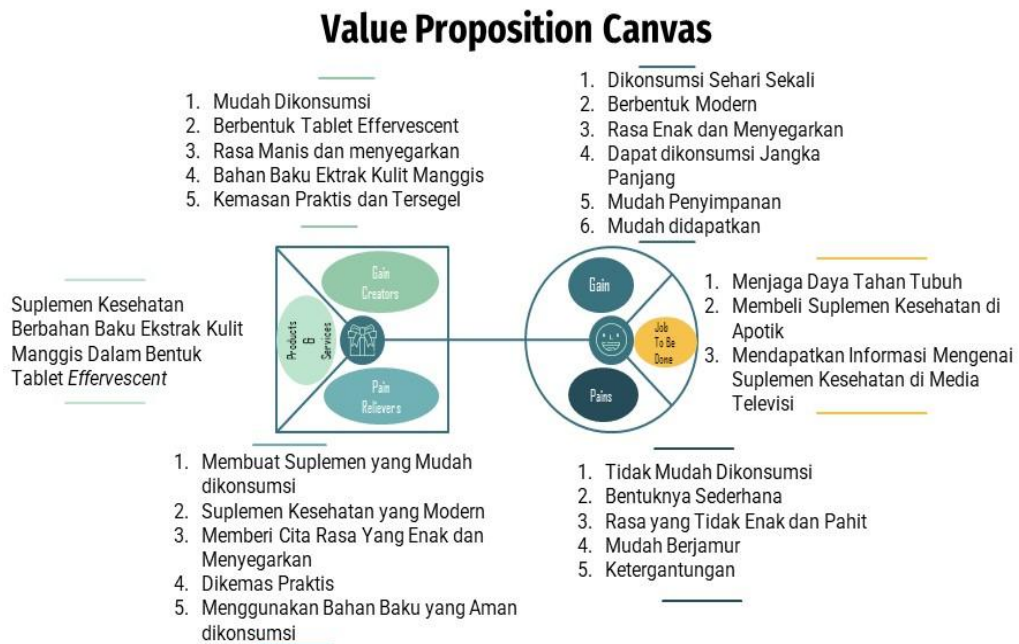 Value Proposition Canvas
1. Mudah Dikonsumsi
2. Berbentuk Tablet Effervescent
3. Rasa Manis dan menyegarkan
4. Bahan Baku Ektrak Kulit Manggis
5. Kemasan Praktis dan Tersegel
1. Dikonsumsi Sehari Sekali
2. Berbentuk Modern
3. Rasa Enak dan Menyegarkan
4. Dapat dikonsumsi Jangka
Panjang
5. Mudah Penyimpanan
6. Mudah didapatkan
Suplemen Kesehatan
Berbahan Baku Ekstrak Kulit
Manggis Dalam Bentuk
Tablet Effervescent
Gain
Creators
Products
&
Services
Pain
Relievers
Gain
Job
To Be
Done
Pains
1. Menjaga Daya Tahan Tubuh
2. Membeli Suplemen Kesehatan di
Apotik
3. Mendapatkan Informasi Mengenai
Suplemen Kesehatan di Media
Televisi
1. Membuat Suplemen yang Mudah
dikonsumsi
2. Suplemen Kesehatan yang Modern
3. Memberi Cita Rasa Yang Enak dan
Menyegarkan
4. Dikemas Praktis
5. Menggunakan Bahan Baku yang Aman
dikonsumsi
1. Tidak Mudah Dikonsumsi
2. Bentuknya Sederhana
3. Rasa yang Tidak Enak dan Pahit
4. Mudah Berjamur
5. Ketergantungan